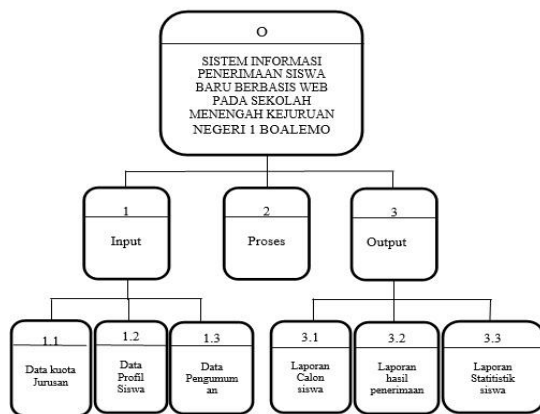 O
SISTEM INFORMASI
PENERIMAAN SISWA
BARU BERBASIS WEB
PADA SEKOLAH
MENENGAH KEJURUAN
NEGERI 1 BOALEMO
1
Input
2
Proses
3
Output
1.1
Data kuota
Jurusan
1.2
Data
Profil
Siswa
1.3
Data
Pengumum
an
3.1
Laporan
Calon
siswa
3.2
Laporan
hasil
penerimaan
3.3
Laporan
Statitistik
siswa